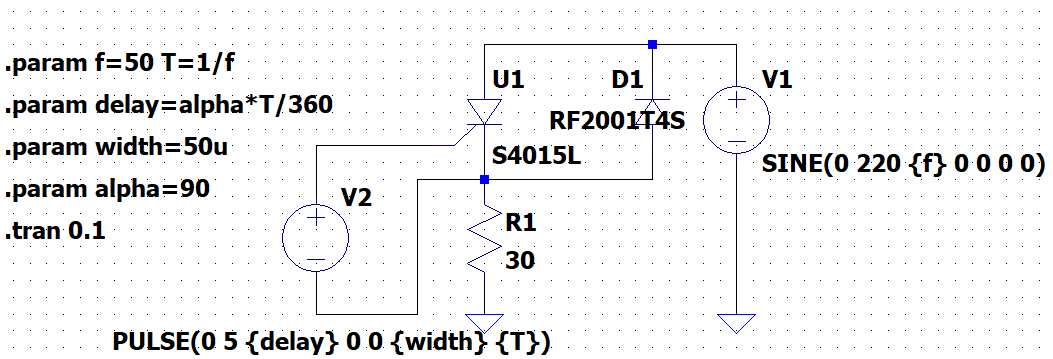 .param f=50 T=1/f
.param delay=alpha*T/360
.param width=50u
.param alpha=90
.tran 0.1
U1
S4015L
D1
RF2001T4S
V1
SINE(0 220 {f} 0 0 0 0)
V2
PULSE(0 5 {delay} 0 0 {width} {T})
R1
30